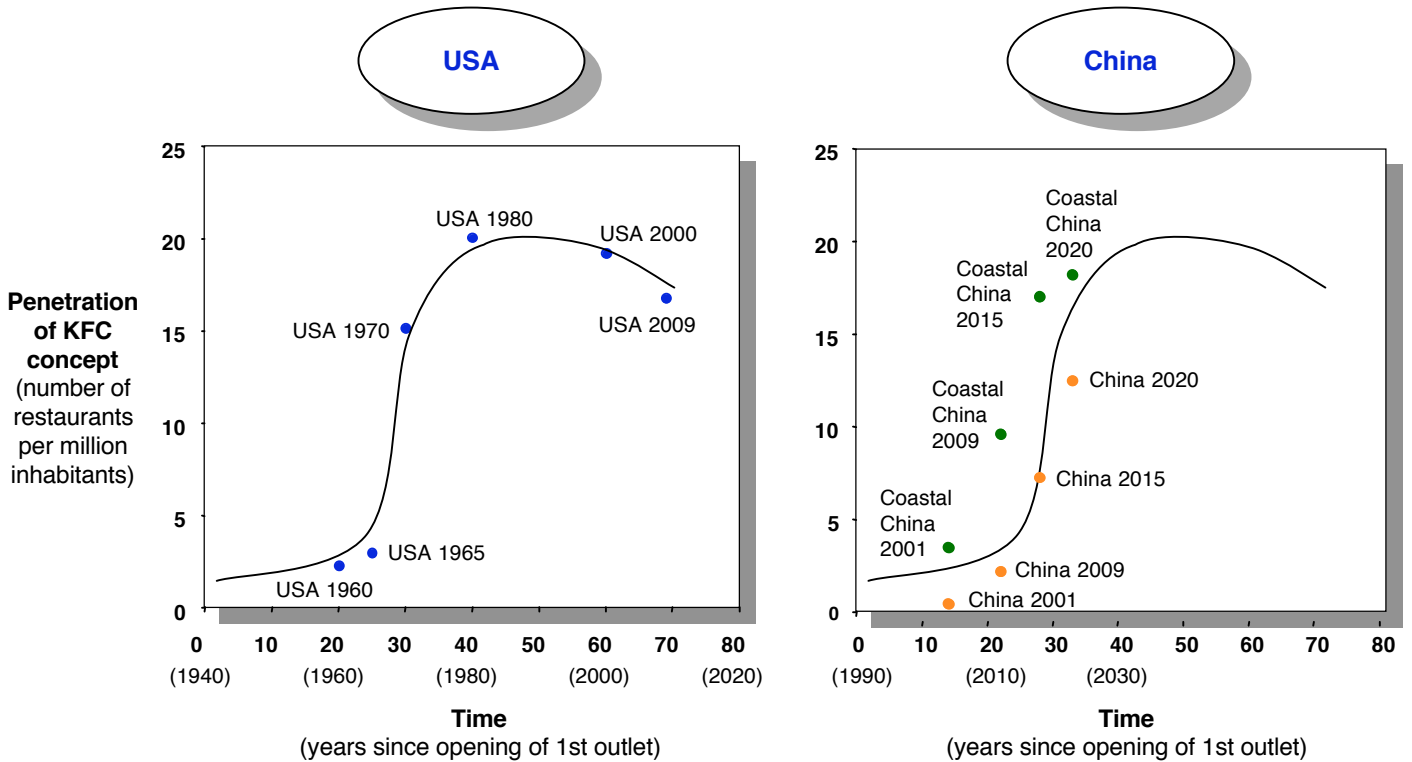 USA
China
Penetration
of KFC
concept
(number of
restaurants
per million
inhabitants)
25
20
15
10
5
0
USA 1980
USA 2000
USA 1970
USA 2009
USA 1965
USA 1960
0 10 20 30 40 50 60 70 80
(1940) (1960) (1980) (2000) (2020)
Time
(years since opening of 1st outlet)
25
20
15
10
5
0
Coastal
China
2020
Coastal
China
2015
China 2020
Coastal
China
2009
China 2015
Coastal
China
2001
China 2009
China 2001
0 10 20 30 40 50 60 70 80
(1990) (2010) (2030)
Time
(years since opening of 1st outlet)